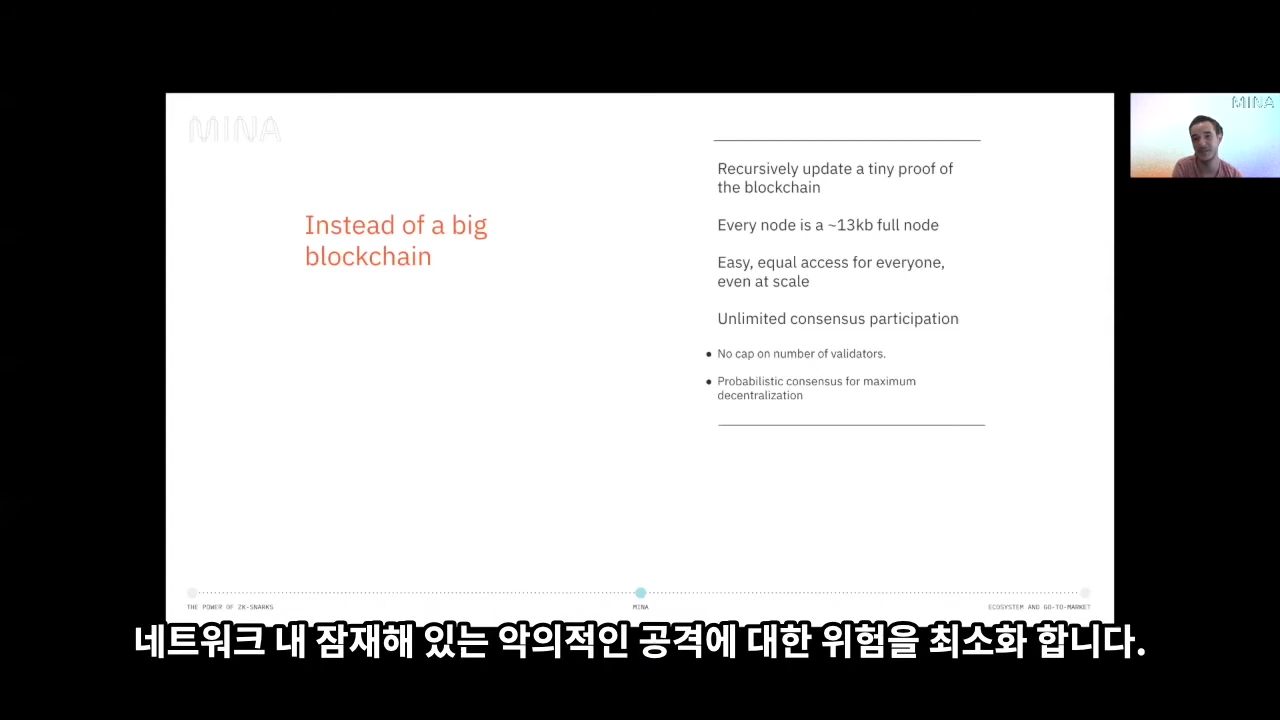 MINA
MINA
Instead of a big
blockchain
Recursively update a tiny proof of
the blockchain
Every node is a ~13kb full node
Easy, equal access for everyone,
even at scale
Unlimited consensus participation
• No cap on number of validators.
• Probabilistic consensus for maximum
decentralization
THE POWER OF ZK-SNARKS
MINA
ECOSYSTEM AND GO-TO-MARKET
네트워크 내 잠재해 있는 악의적인 공격에 대한 위험을 최소화 합니다.